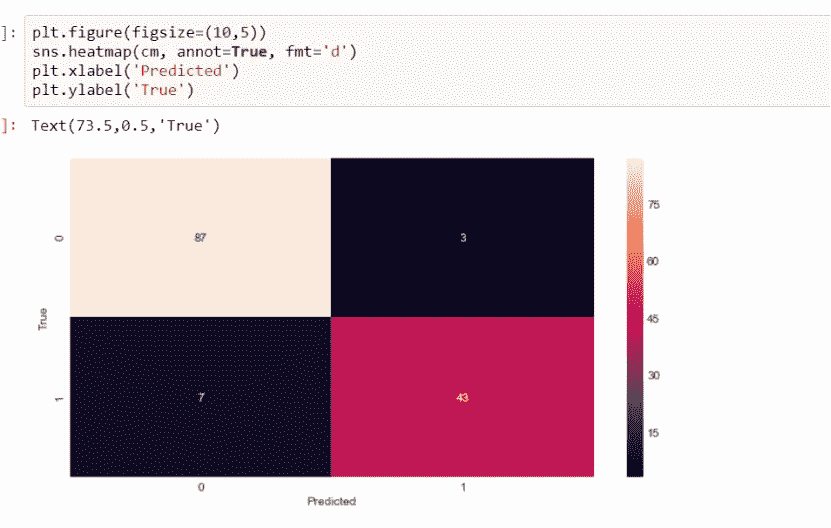 ]: plt.figure(figsize=(10,5))
sns.heatmap(cm, annot=True, fmt='d')
plt.xlabel('Predicted')
plt.ylabel('True')
]: Text(73.5,0.5,'True')
87
3
75
0
60
True
45
30
7
43
1
15
0
1
Predicted